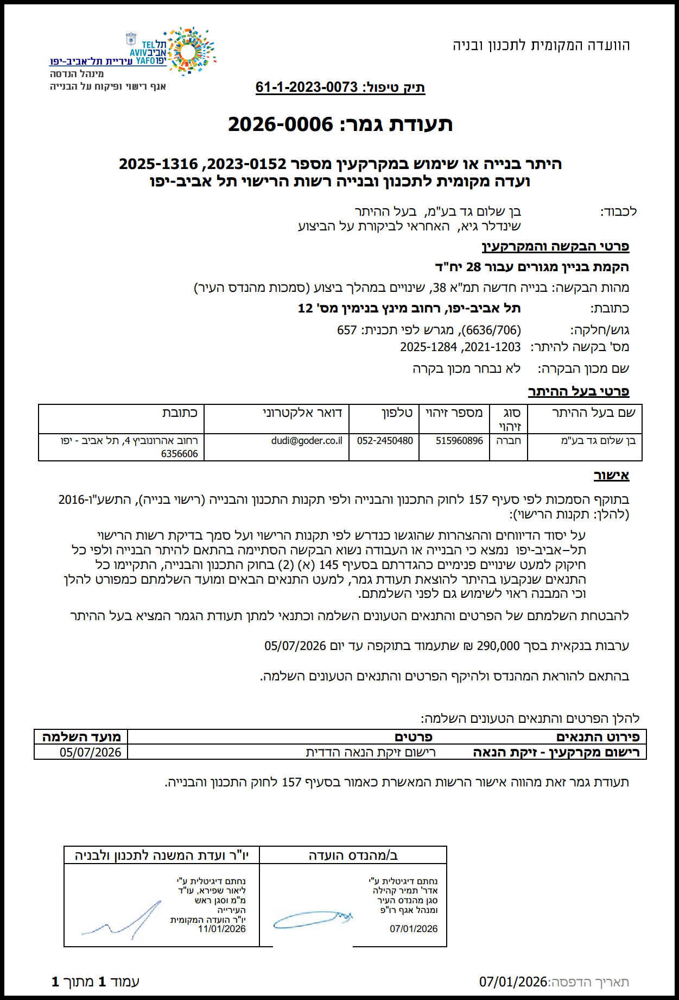 הוועדה המקומית לתכנון ובניה
TEL תל
AVIV אביב
YAFO יפו
עיריית תל־אביב-יפו
מינהל הנדסה
אגף רישוי ופיקוח על הבנייה
תיק טיפול: 61-1-2023-0073
תעודת גמר: 2026-0006
היתר בנייה או שימוש במקרקעין מספר 2023-0152, 2025-1316
ועדה מקומית לתכנון ובנייה רשות הרישוי תל אביב-יפו
לכבוד: בן שלום גד בע"מ, בעל ההיתר
שינדלר גיא, האחראי לביקורת על הביצוע
פרטי הבקשה והמקרקעין
הקמת בניין מגורים עבור 28 יח"ד
מהות הבקשה: בנייה חדשה תמ"א 38, שינויים במהלך ביצוע (סמכות מהנדס העיר)
כתובת: תל אביב-יפו, רחוב מינץ בנימין מס' 12
גוש/חלקה: (6636/706), מגרש לפי תכנית: 657
מס' בקשה להיתר: 2021-1203, 2025-1284
שם מכון הבקרה: לא נבחר מכון בקרה
פרטי בעל ההיתר
שם בעל ההיתר סוג זיהוי מספר זיהוי טלפון דואר אלקטרוני כתובת
בן שלום גד בע"מ חברה 515960896 052-2450480 dudi@goder.co.il רחוב אהרונוביץ 4, תל אביב - יפו
6356606
אישור
בתוקף הסמכות לפי סעיף 157 לחוק התכנון והבנייה ולפי תקנות התכנון והבנייה (רישוי בנייה), התשע"ו-2016
(להלן: תקנות הרישוי):
על יסוד הדיווחים וההצהרות שהוגשו כנדרש לפי תקנות הרישוי ועל סמך בדיקת רשות הרישוי
תל–אביב-יפו נמצא כי הבנייה או העבודה נשוא הבקשה הסתיימה בהתאם להיתר הבנייה ולפי כל
חיקוק למעט שינויים פנימיים כהגדרתם בסעיף 145 (א) (2) בחוק התכנון והבנייה, התקיימו כל
התנאים שנקבעו בהיתר להוצאת תעודת גמר, למעט התנאים הבאים ומועד השלמתם כמפורט להלן
וכי המבנה ראוי לשימוש גם לפני השלמתם.
להבטחת השלמתם של הפרטים והתנאים הטעונים השלמה וכתנאי למתן תעודת הגמר המציא בעל ההיתר
ערבות בנקאית בסך 290,000 ₪ שתעמוד בתוקפה עד יום 05/07/2026
בהתאם להוראת המהנדס ולהיקף הפרטים והתנאים הטעונים השלמה.
להלן הפרטים והתנאים הטעונים השלמה:
פירוט התנאים פרטים מועד השלמה
רישום מקרקעין - זיקת הנאה רישום זיקת הנאה הדדית 05/07/2026
תעודת גמר זאת מהווה אישור הרשות המאשרת כאמור בסעיף 157 לחוק התכנון והבנייה.
ב/מהנדס הועדה
נחתם דיגיטלית ע"י
אדר' תמיר קהילה
סגן מהנדס העיר
ומנהל אגף רו"פ
07/01/2026
יו"ר ועדת המשנה לתכנון ולבניה
נחתם דיגיטלית ע"י
ליאור שפירא, עו"ד
מ"מ וסגן ראש
העירייה
יו"ר הועדה המקומית
11/01/2026
תאריך הדפסה:07/01/2026
עמוד 1 מתוך 1